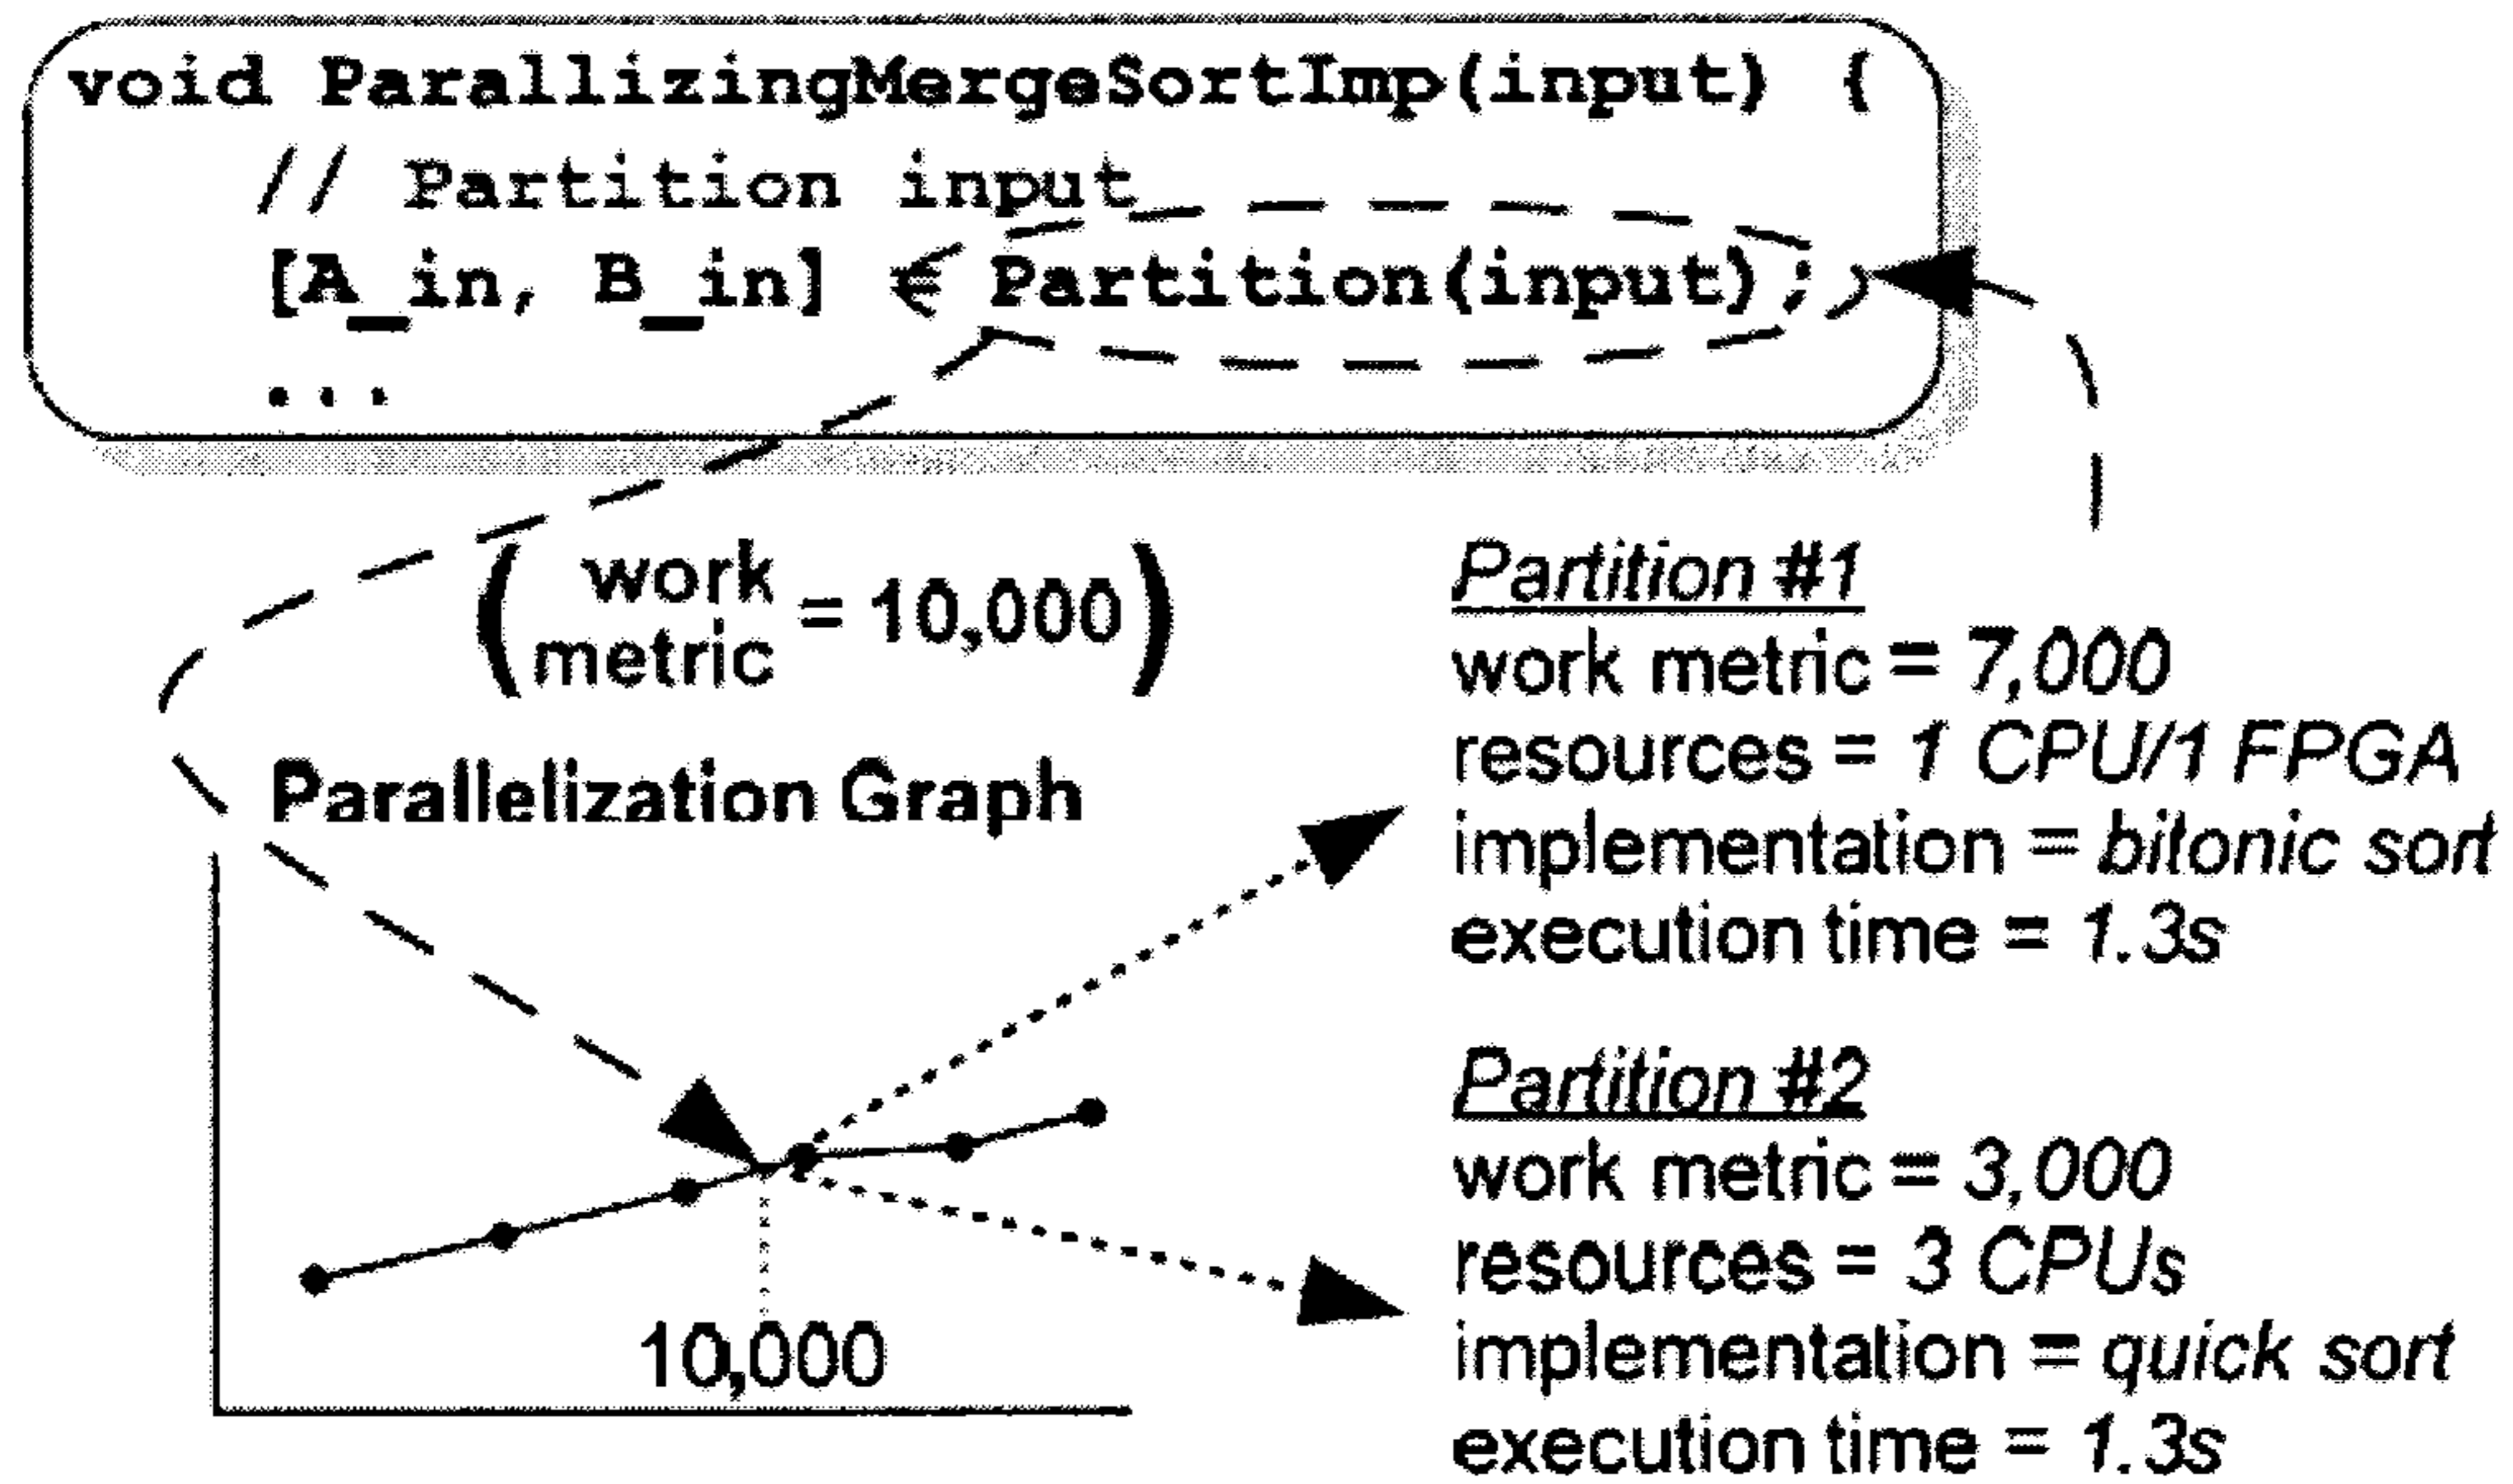 void ParallizingMergeSortImp(input) {
// Partition input
[A_in, B_in] ← Partition(input);
...
(work metric = 10,000)
Parallelization Graph
10,000
Partition #1
work metric = 7,000
resources = 1 CPU/1 FPGA
implementation = bitonic sort
execution time = 1.3s
Partition #2
work metric = 3,000
resources = 3 CPUs
implementation = quick sort
execution time = 1.3s